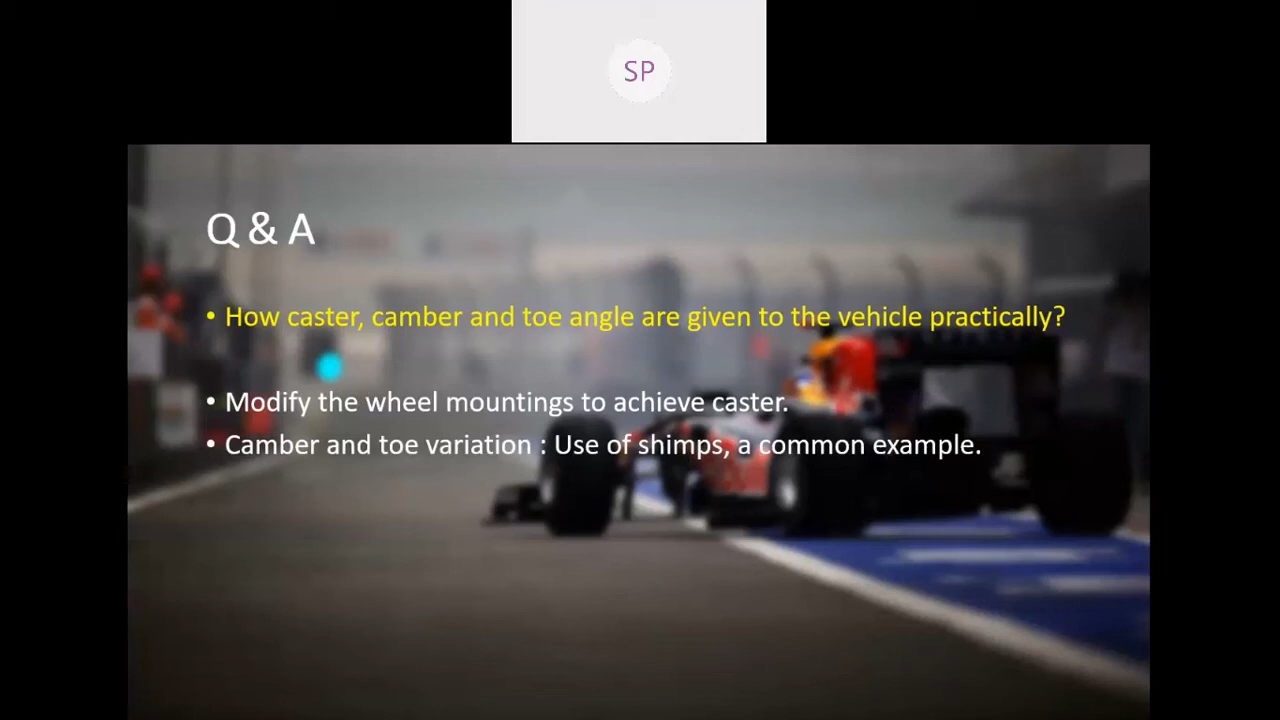 SP
Q & A
• How caster, camber and toe angle are given to the vehicle practically?
• Modify the wheel mountings to achieve caster.
• Camber and toe variation : Use of shimps, a common example.